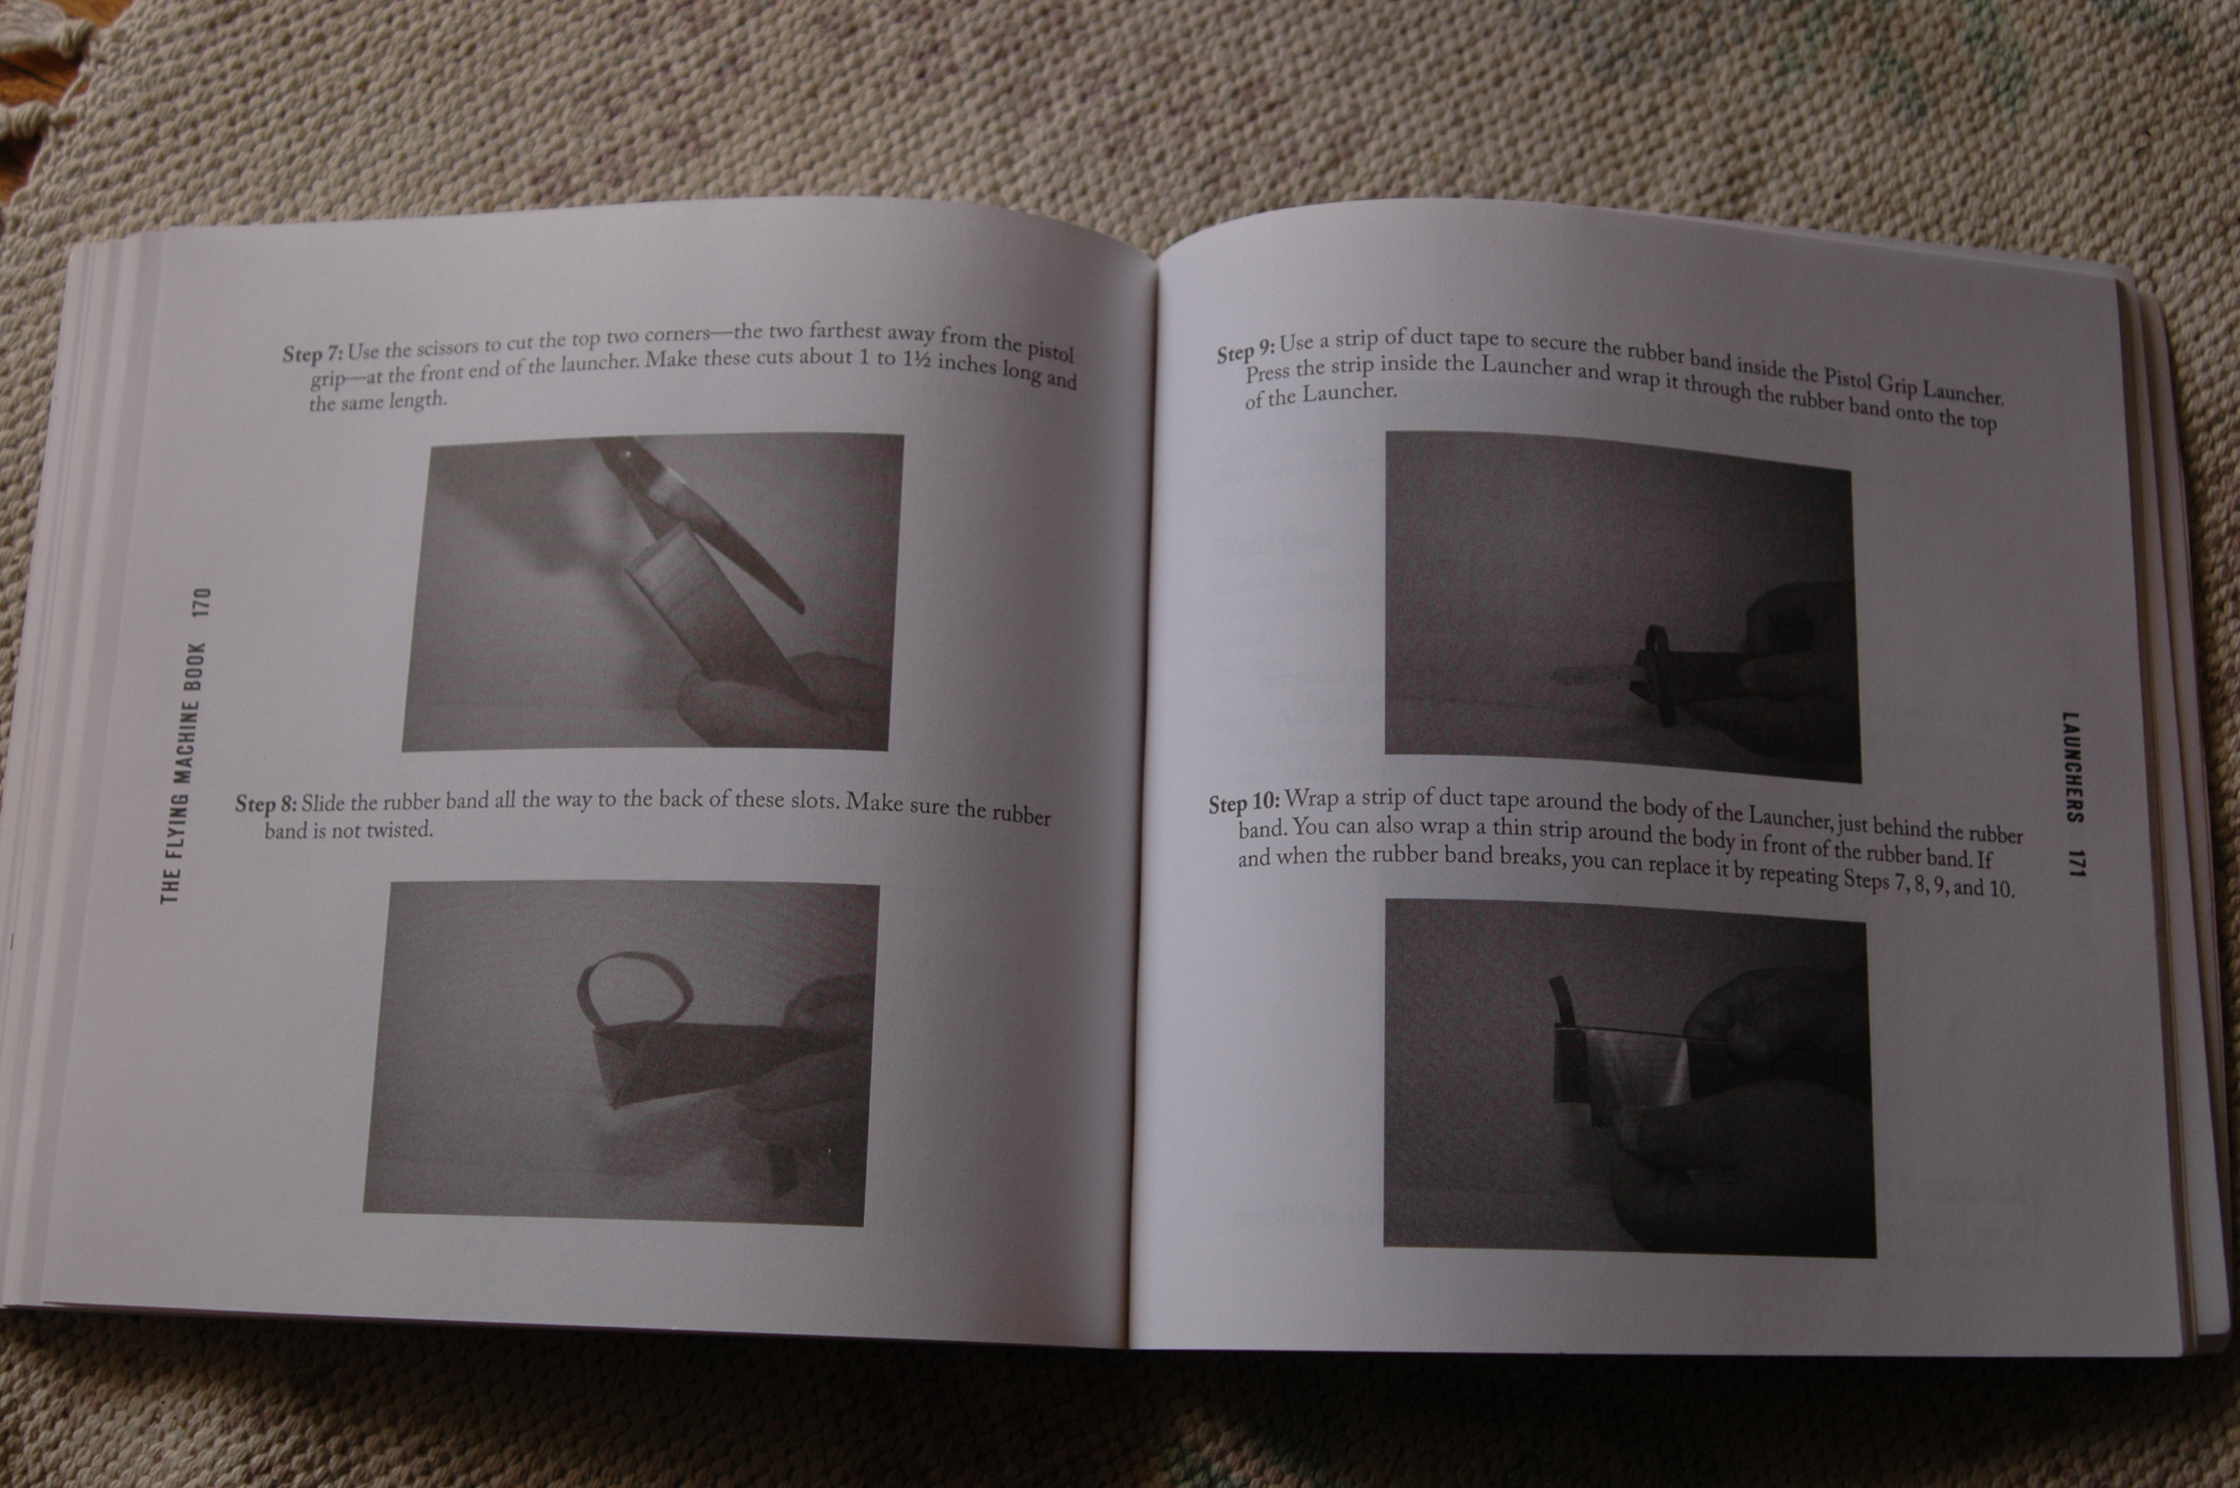 Step 7: Use the scissors to cut the top two corners—the two farthest away from the pistol
grip—at the front end of the launcher. Make these cuts about 1 to 1½ inches long and
the same length.
Step 8: Slide the rubber band all the way to the back of these slots. Make sure the rubber
band is not twisted.
THE FLYING MACHINE BOOK 170
Step 9: Use a strip of duct tape to secure the rubber band inside the Pistol Grip Launcher.
Press the strip inside the Launcher and wrap it through the rubber band onto the top
of the Launcher.
Step 10: Wrap a strip of duct tape around the body of the Launcher, just behind the rubber
band. You can also wrap a thin strip around the body in front of the rubber band. If
and when the rubber band breaks, you can replace it by repeating Steps 7, 8, 9, and 10.
LAUNCHERS 171